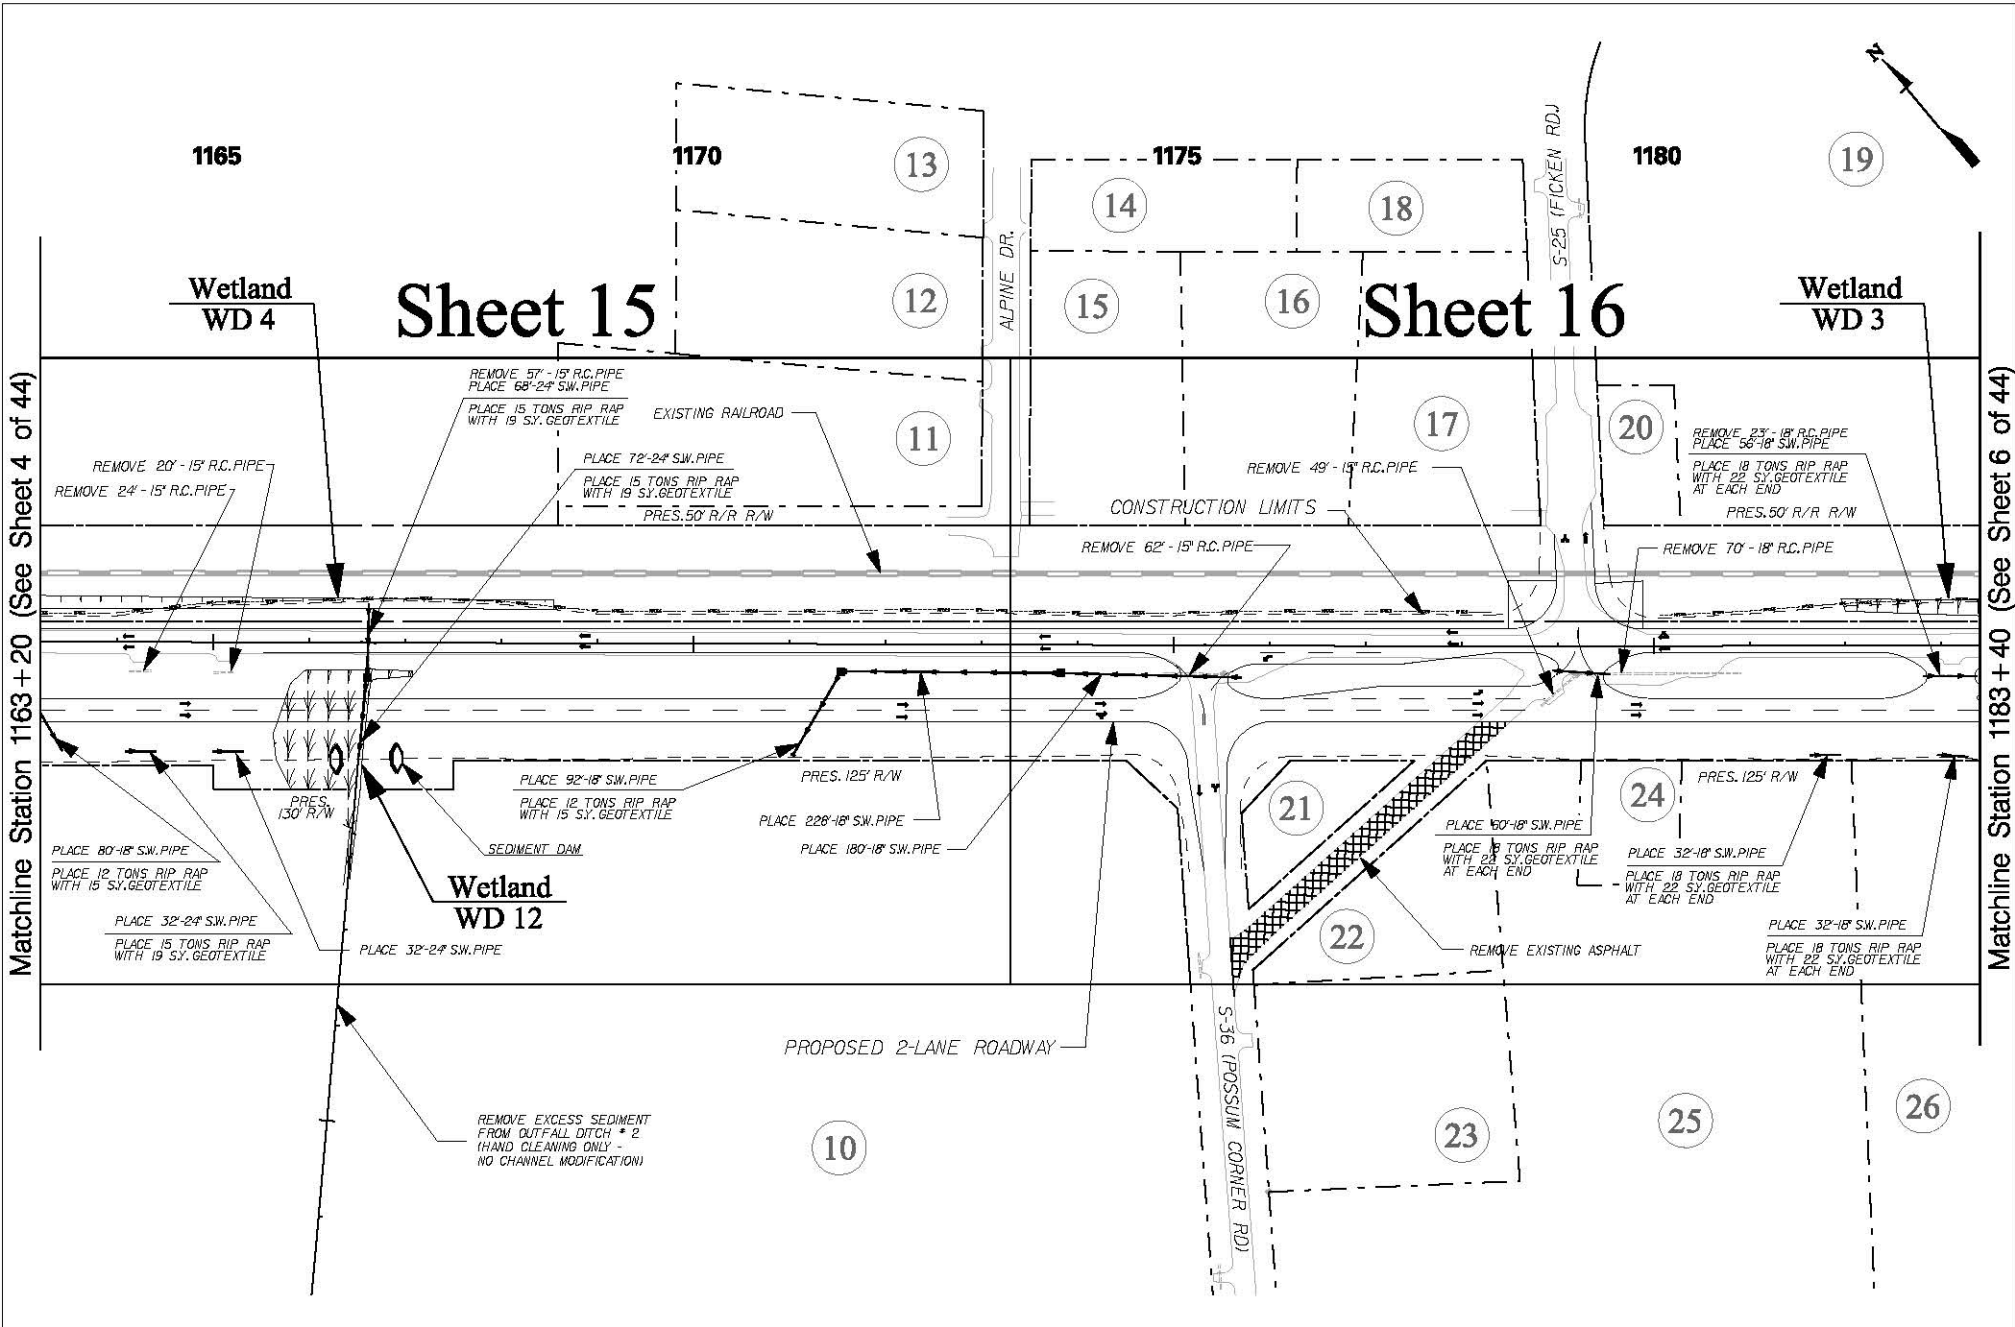 N
1165
1170
1175
1180
13
14
18
19
S-25 (FICKEN RD.)
ALPINE DR.
Wetland
WD 4
Sheet 15
12
15
16
Sheet 16
Wetland
WD 3
Matchline Station 1163+20 (See Sheet 4 of 44)
Matchline Station 1183+40 (See Sheet 6 of 44)
REMOVE 57'-15" R.C.PIPE
PLACE 68'-24" S.W.PIPE
PLACE 15 TONS RIP RAP
WITH 19 S.Y.GEOTEXTILE
EXISTING RAILROAD
11
17
20
REMOVE 23'-18" R.C.PIPE
PLACE 56'-18" S.W.PIPE
PLACE 18 TONS RIP RAP
WITH 22 S.Y.GEOTEXTILE
AT EACH END
REMOVE 20'-15" R.C.PIPE
REMOVE 24'-15" R.C.PIPE
PLACE 72'-24" S.W.PIPE
PLACE 15 TONS RIP RAP
WITH 19 S.Y.GEOTEXTILE
PRES.50' R/R R/W
REMOVE 49'-15" R.C.PIPE
CONSTRUCTION LIMITS
PRES.50' R/R R/W
REMOVE 62'-15" R.C.PIPE
REMOVE 70'-18" R.C.PIPE
PRES.
130' R/W
PLACE 92'-18" S.W.PIPE
PLACE 12 TONS RIP RAP
WITH 15 S.Y.GEOTEXTILE
PRES.125' R/W
PLACE 226'-18" S.W.PIPE
PLACE 180'-18" S.W.PIPE
21
24
PRES.125' R/W
PLACE 60'-18" S.W.PIPE
PLACE 18 TONS RIP RAP
WITH 22 S.Y.GEOTEXTILE
AT EACH END
PLACE 32'-18" S.W.PIPE
PLACE 18 TONS RIP RAP
WITH 22 S.Y.GEOTEXTILE
AT EACH END
PLACE 80'-18" S.W.PIPE
PLACE 12 TONS RIP RAP
WITH 15 S.Y.GEOTEXTILE
SEDIMENT DAM
Wetland
WD 12
PLACE 32'-24" S.W.PIPE
PLACE 15 TONS RIP RAP
WITH 19 S.Y.GEOTEXTILE
PLACE 32'-24" S.W.PIPE
22
REMOVE EXISTING ASPHALT
PLACE 32'-18" S.W.PIPE
PLACE 18 TONS RIP RAP
WITH 22 S.Y.GEOTEXTILE
AT EACH END
PROPOSED 2-LANE ROADWAY
S-36 (POSSUM CORNER RD)
REMOVE EXCESS SEDIMENT
FROM OUTFALL DITCH # 2
(HAND CLEANING ONLY -
NO CHANNEL MODIFICATION)
10
23
25
26